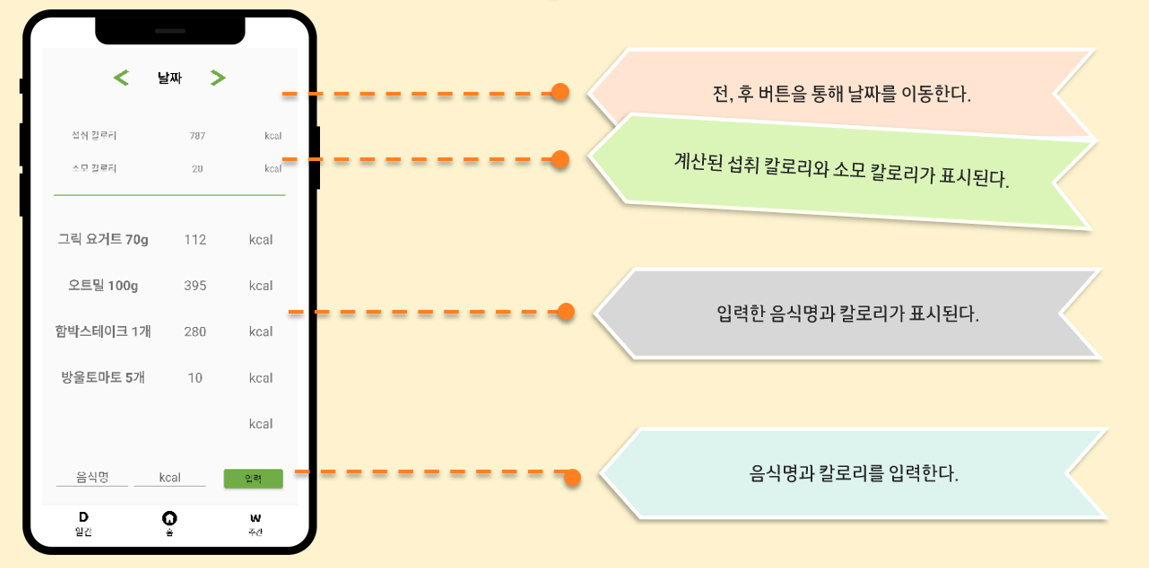 날짜
섭취 칼로리 787 kcal
소모 칼로리 20 kcal
그릭 요거트 70g 112 kcal
오트밀 100g 395 kcal
함박스테이크 1개 280 kcal
방울토마토 5개 10 kcal
kcal
음식명 kcal 입력
D 홈 W
일간 주간
전, 후 버튼을 통해 날짜를 이동한다.
계산된 섭취 칼로리와 소모 칼로리가 표시된다.
입력한 음식명과 칼로리가 표시된다.
음식명과 칼로리를 입력한다.